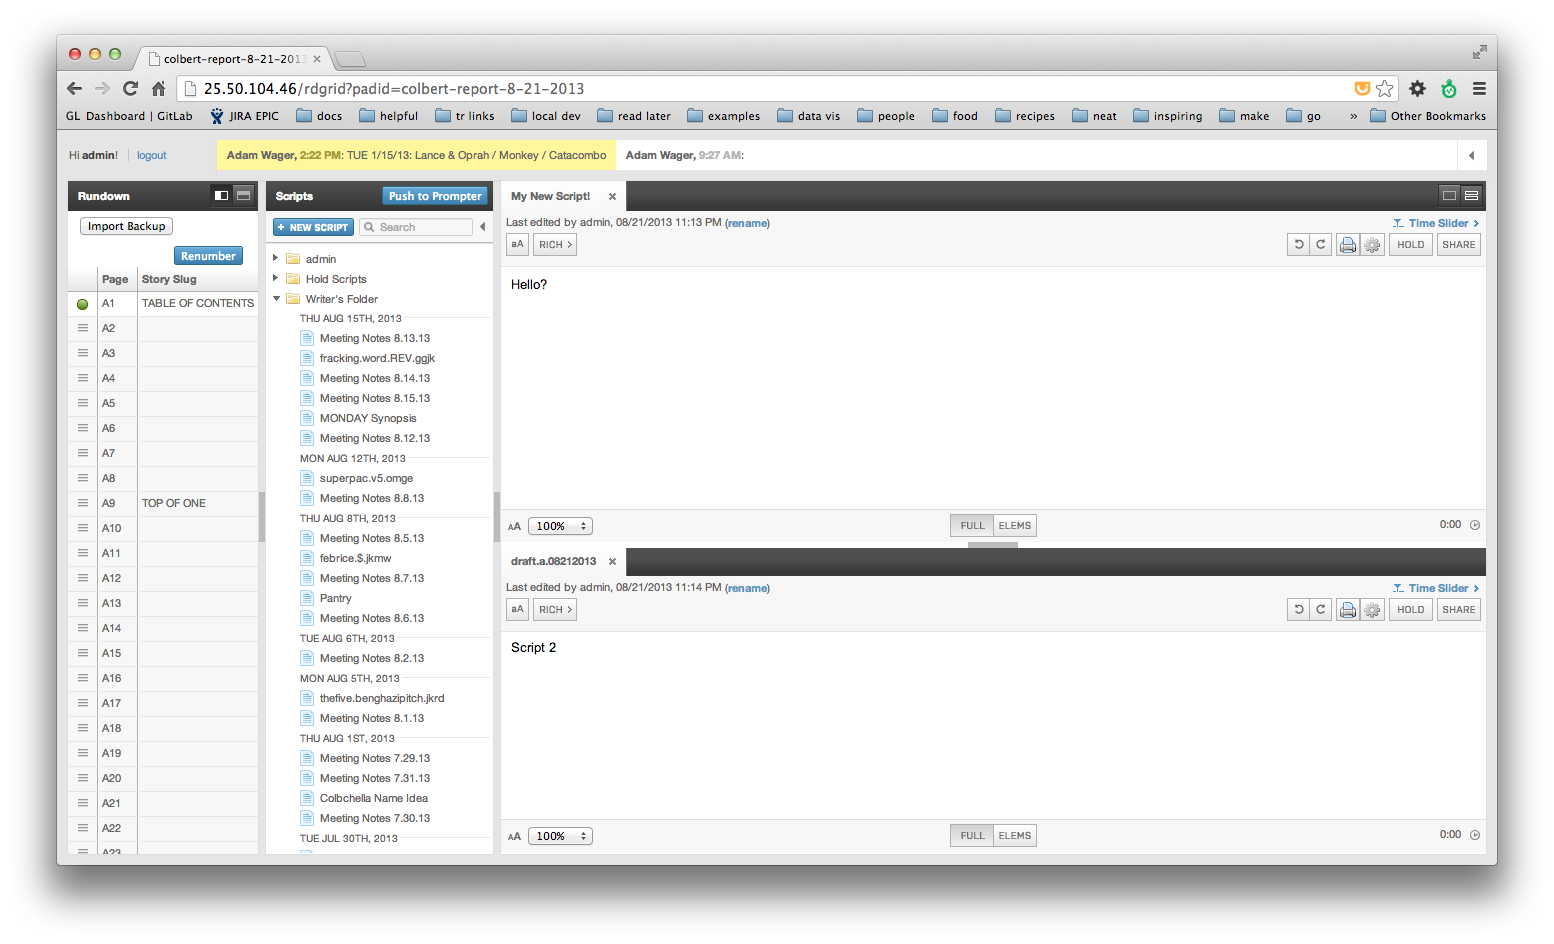 colbert-report-8-21-2013
25.50.104.46/rdgrid?padid=colbert-report-8-21-2013
GL Dashboard | GitLab JIRA EPIC docs helpful tr links local dev read later examples data vis people food recipes neat inspiring make go » Other Bookmarks
Hi admin! logout Adam Wager, 2:22 PM: TUE 1/15/13: Lance & Oprah / Monkey / Catacombo Adam Wager, 9:27 AM:
Rundown
Import Backup
Renumber
Page Story Slug
A1 TABLE OF CONTENTS
A2
A3
A4
A5
A6
A7
A8
A9 TOP OF ONE
A10
A11
A12
A13
A14
A15
A16
A17
A18
A19
A20
A21
A22
A23
Scripts Push to Prompter
+ NEW SCRIPT Search
admin
Hold Scripts
Writer's Folder
THU AUG 15TH, 2013
Meeting Notes 8.13.13
fracking.word.REV.ggjk
Meeting Notes 8.14.13
Meeting Notes 8.15.13
MONDAY Synopsis
Meeting Notes 8.12.13
MON AUG 12TH, 2013
superpac.v5.omge
Meeting Notes 8.8.13
THU AUG 8TH, 2013
Meeting Notes 8.5.13
febrice.$.jkmw
Meeting Notes 8.7.13
Pantry
Meeting Notes 8.6.13
TUE AUG 6TH, 2013
Meeting Notes 8.2.13
MON AUG 5TH, 2013
thefive.benghazipitch.jkrd
Meeting Notes 8.1.13
THU AUG 1ST, 2013
Meeting Notes 7.29.13
Meeting Notes 7.31.13
Colbchella Name Idea
Meeting Notes 7.30.13
TUE JUL 30TH, 2013
My New Script!
Last edited by admin, 08/21/2013 11:13 PM (rename) Time Slider
aA RICH HOLD SHARE
Hello?
AA 100% FULL ELEMS 0:00
draft.a.08212013
Last edited by admin, 08/21/2013 11:14 PM (rename) Time Slider
aA RICH HOLD SHARE
Script 2
AA 100% FULL ELEMS 0:00